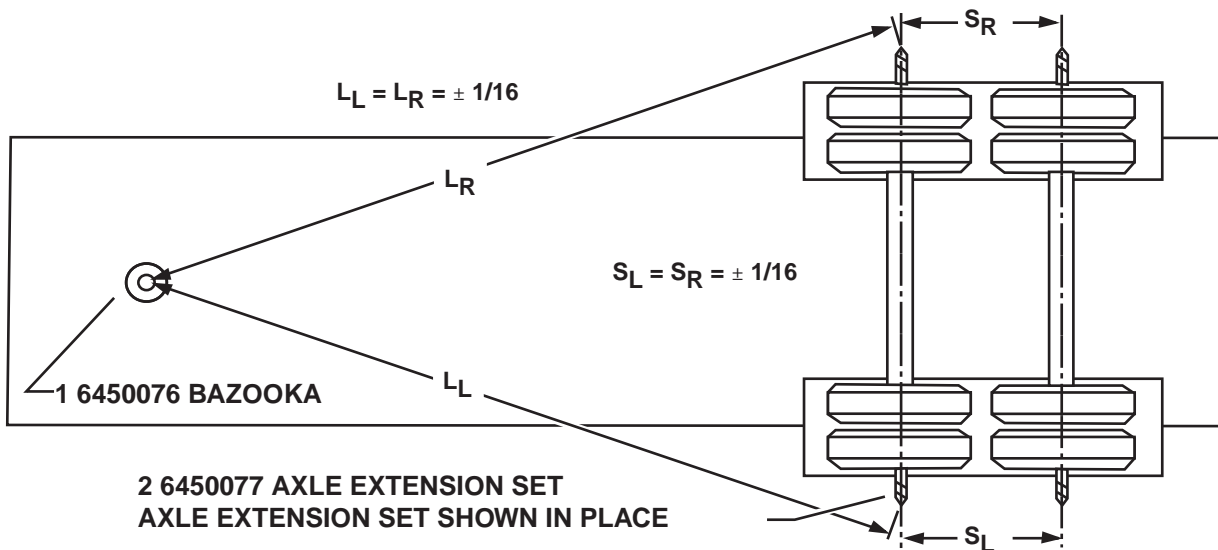 SR
LL = LR = ± 1/16
LR
SL = SR = ± 1/16
1 6450076 BAZOOKA
LL
2 6450077 AXLE EXTENSION SET
AXLE EXTENSION SET SHOWN IN PLACE
SL